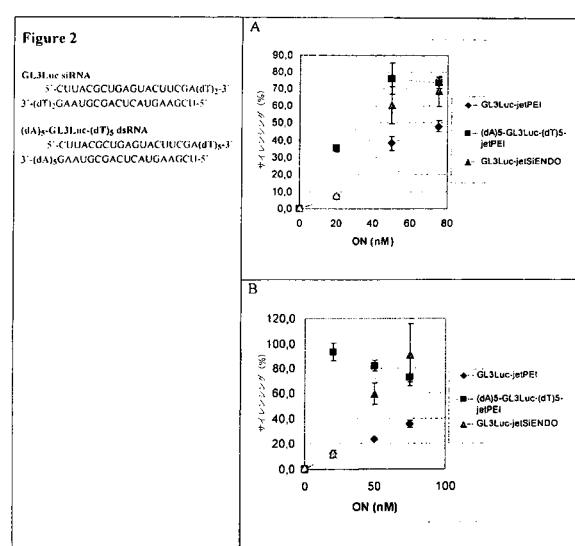 Figure 2
GL3Luc siRNA
5´-CUUACGCUGAGUACUUCGA(dT)₂-3´
3´-(dT)₂GAAUGCGACUCAUGAAGCU-5´
(dA)₅-GL3Luc-(dT)₅ dsRNA
5´-CUUACGCUGAGUACUUCGA(dT)₅-3´
3´-(dA)₅GAAUGCGACUCAUGAAGCU-5´
A
90,0
80,0
70,0
60,0
50,0
40,0
30,0
20,0
10,0
0,0
サイレンシング (%)
0 20 40 60 80
ON (nM)
GL3Luc-jetPEI
(dA)5-GL3Luc-(dT)5-
jetPEI
GL3Luc-jetSiENDO
B
120,0
100,0
80,0
60,0
40,0
20,0
0,0
サイレンシング (%)
0 50 100
ON (nM)
GL3Luc-jetPEI
(dA)5-GL3Luc-(dT)5-
jetPEI
GL3Luc-jetSiENDO